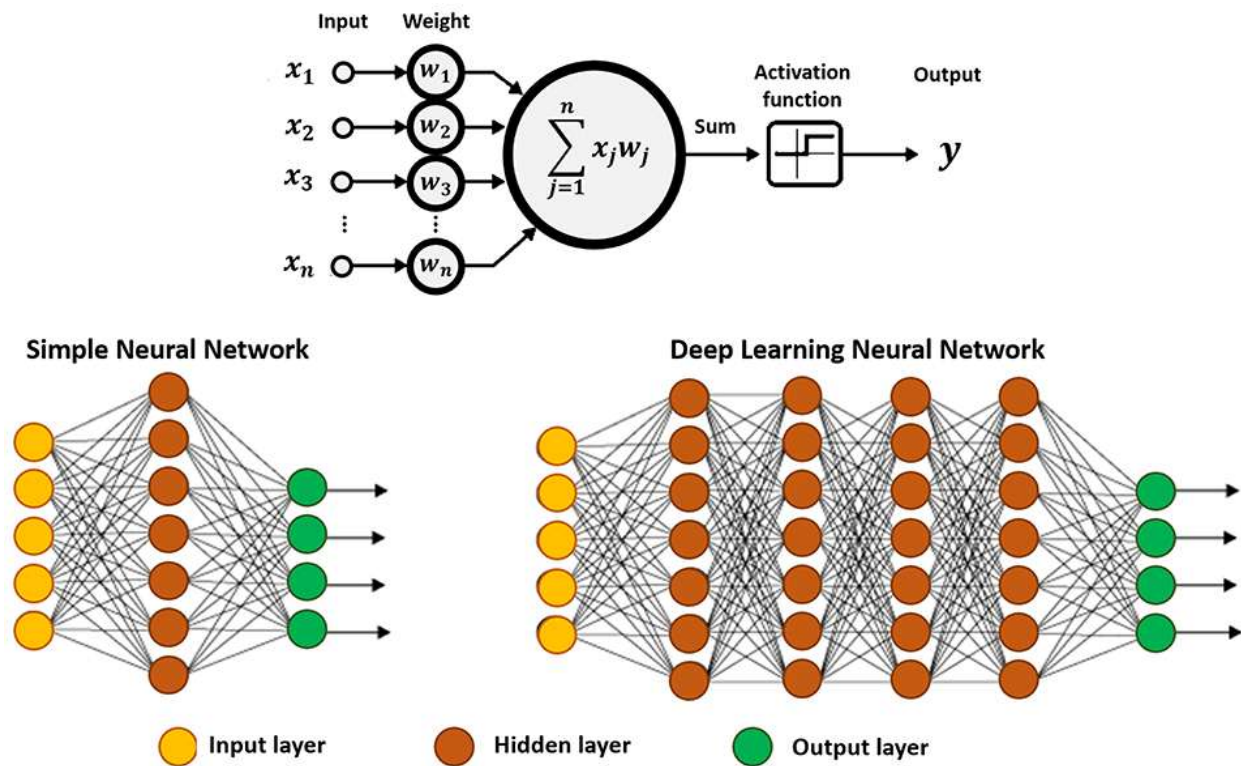 Input Weight
x₁ w₁
x₂ w₂
x₃ w₃
⋮ ⋮
xₙ wₙ
n
∑ xⱼwⱼ
j=1
Sum
Activation
function
Output
y
Simple Neural Network
Deep Learning Neural Network
Input layer
Hidden layer
Output layer